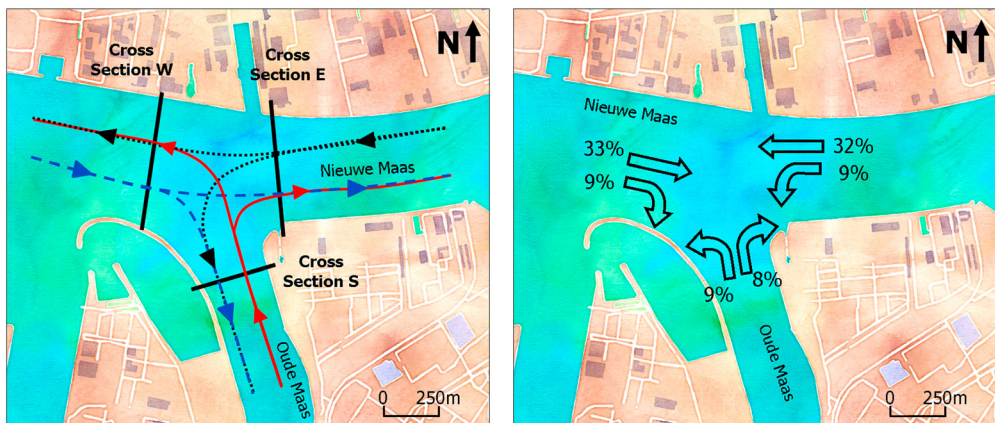 Cross
Section W
Cross
Section E
N
Nieuwe Maas
Cross
Section S
Oude Maas
0 250m
N
Nieuwe Maas
33%
32%
9%
9%
9%
8%
Oude Maas
0 250m